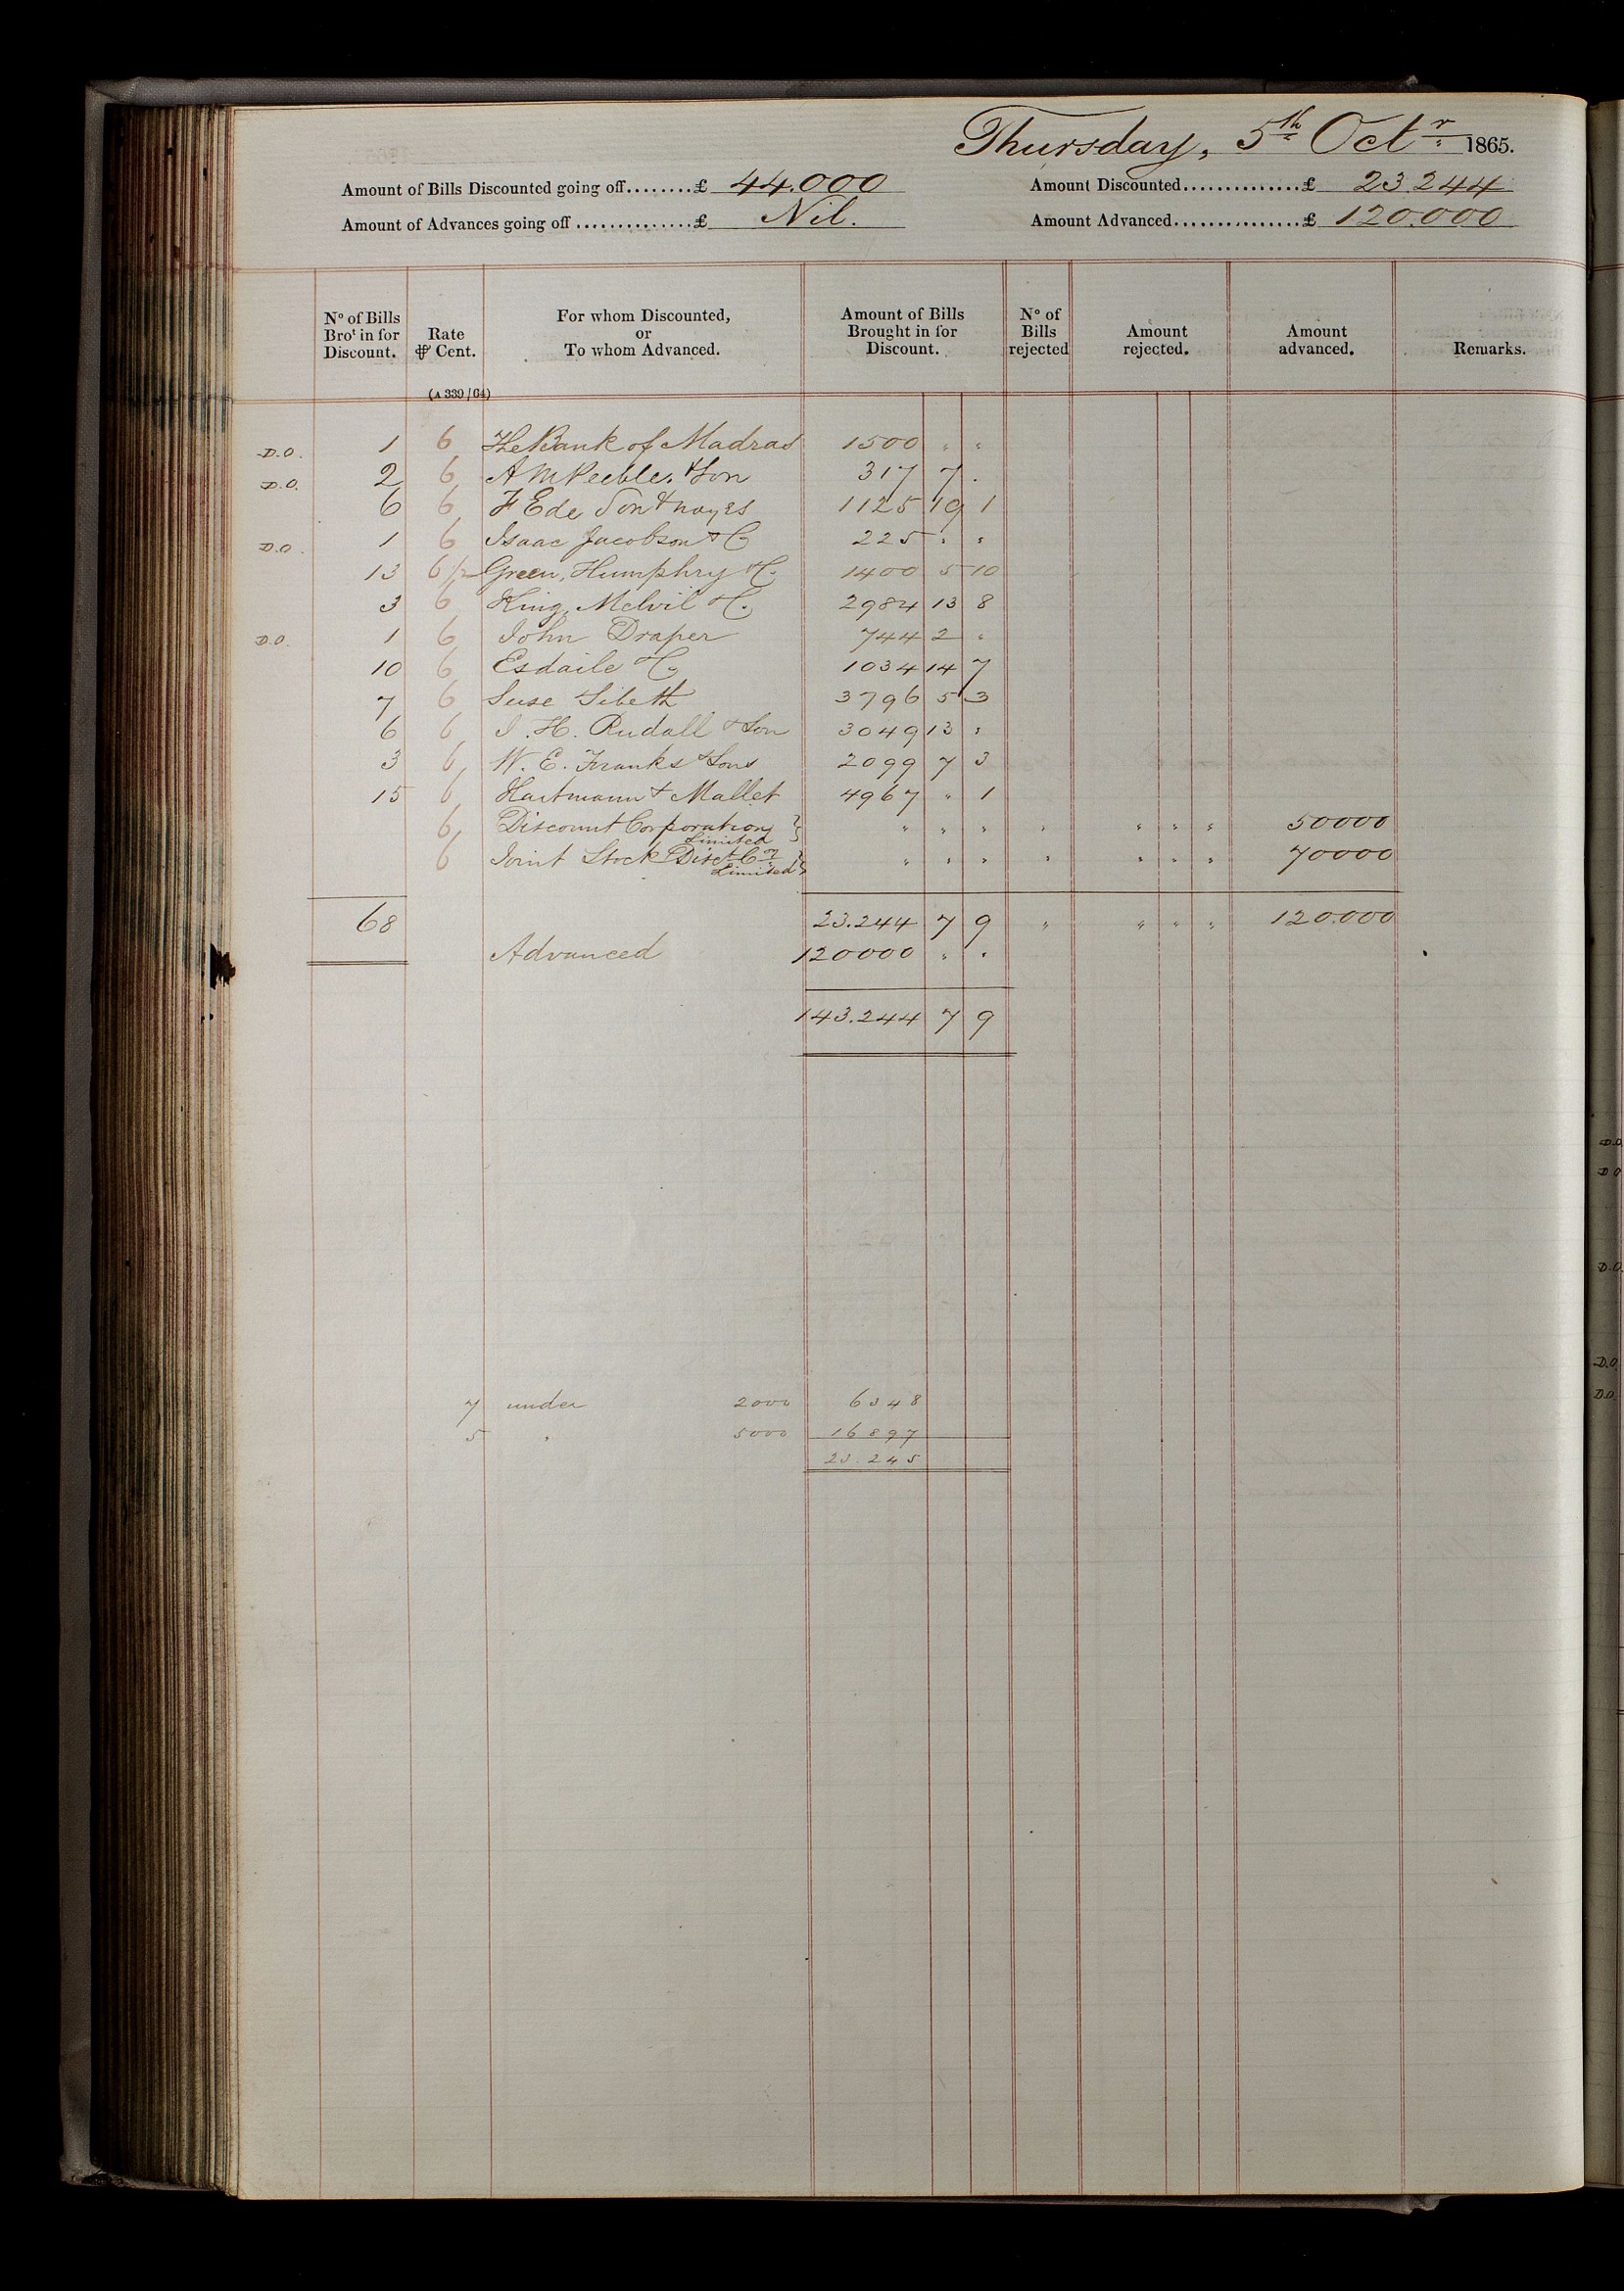 Thursday, 5th Octr 1865.
Amount of Bills Discounted going off........£ 44.000 Amount Discounted..............£ 23244
Amount of Advances going off ..............£ Nil. Amount Advanced...............£ 120.000
No of Bills Brot in for Discount. Rate ⅌ Cent. For whom Discounted, or To whom Advanced. Amount of Bills Brought in for Discount. No of Bills rejected Amount rejected. Amount advanced. Remarks.
(A 339 / 64)
D.O. 1 6 The Bank of Madras 1500 " "
D.O. 2 6 A M Peebles & Son 317 7 "
6 6 F Ede Son & Noyes 1125 19 1
D.O. 1 6 Isaac Jacobson & Co 225 " "
13 6 1/2 Green, Humphry & Co 1400 5 10
3 6 King, Melvil & Co 2984 13 8
D.O. 1 6 John Draper 744 2 "
10 6 Esdaile & Co 1034 14 7
7 6 Suse Sibeth 3796 5 3
6 6 J. H. Rudall & Son 3049 13 "
3 6 W. E. Franks & Sons 2099 7 3
15 6 Hartmann & Mallet 4967 " 1
6 Discount Corporation " " " " " " " 50000
Limited
6 Joint Stock Disct Coy " " " " " " " 70000
Limited
68 23.244 7 9 " " " " 120.000
Advanced 120000 " "
143.244 7 9
7 under 2000 6348
5 " 5000 16897
23.245
D.O.
D.O.
D.O.
D.O.
D.O.